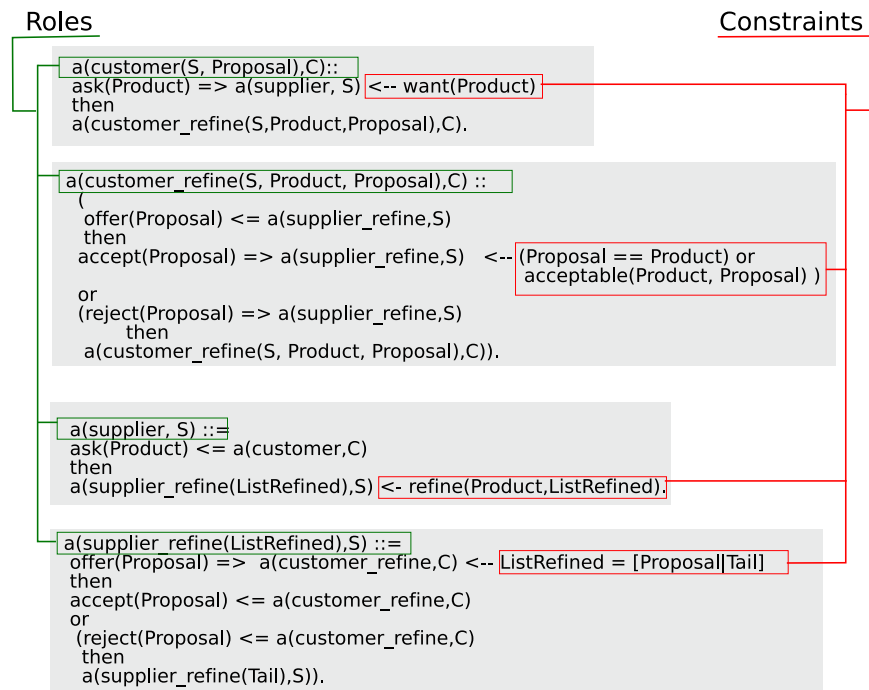 Roles
Constraints
a(customer(S, Proposal),C)::
ask(Product) => a(supplier, S) <-- want(Product)
then
a(customer_refine(S,Product,Proposal),C).
a(customer_refine(S, Product, Proposal),C) ::
(
offer(Proposal) <= a(supplier_refine,S)
then
accept(Proposal) => a(supplier_refine,S) <-- (Proposal == Product) or
acceptable(Product, Proposal) )
or
(reject(Proposal) => a(supplier_refine,S)
then
a(customer_refine(S, Product, Proposal),C)).
a(supplier, S) ::=
ask(Product) <= a(customer,C)
then
a(supplier_refine(ListRefined),S) <- refine(Product,ListRefined).
a(supplier_refine(ListRefined),S) ::=
offer(Proposal) => a(customer_refine,C) <-- ListRefined = [Proposal|Tail]
then
accept(Proposal) <= a(customer_refine,C)
or
(reject(Proposal) <= a(customer_refine,C)
then
a(supplier_refine(Tail),S)).